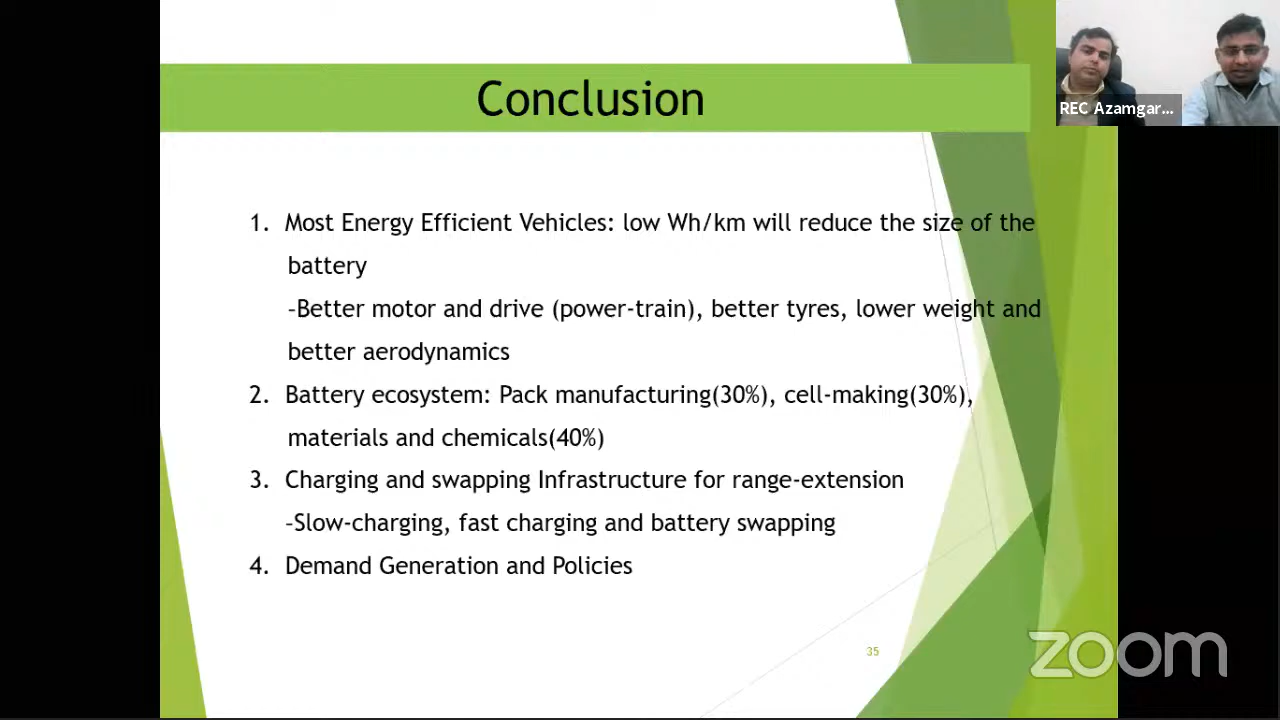 Conclusion
REC Azamgar...
1. Most Energy Efficient Vehicles: low Wh/km will reduce the size of the
battery
-Better motor and drive (power-train), better tyres, lower weight and
better aerodynamics
2. Battery ecosystem: Pack manufacturing(30%), cell-making(30%),
materials and chemicals(40%)
3. Charging and swapping Infrastructure for range-extension
-Slow-charging, fast charging and battery swapping
4. Demand Generation and Policies
35
zoom